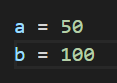 a = 50
b = 100